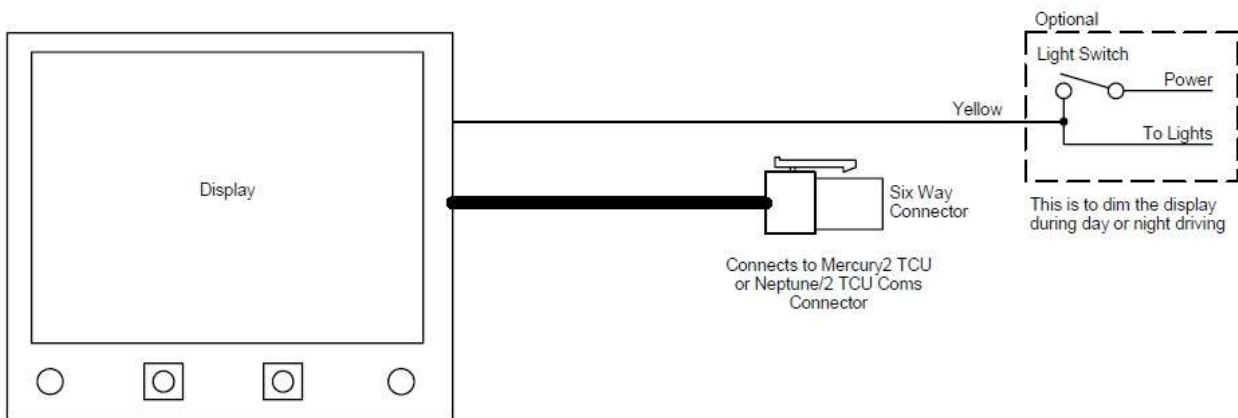 Optional
Light Switch
Power
Yellow
To Lights
Display
Six Way
Connector
This is to dim the display
during day or night driving
Connects to Mercury2 TCU
or Neptune/2 TCU Coms
Connector